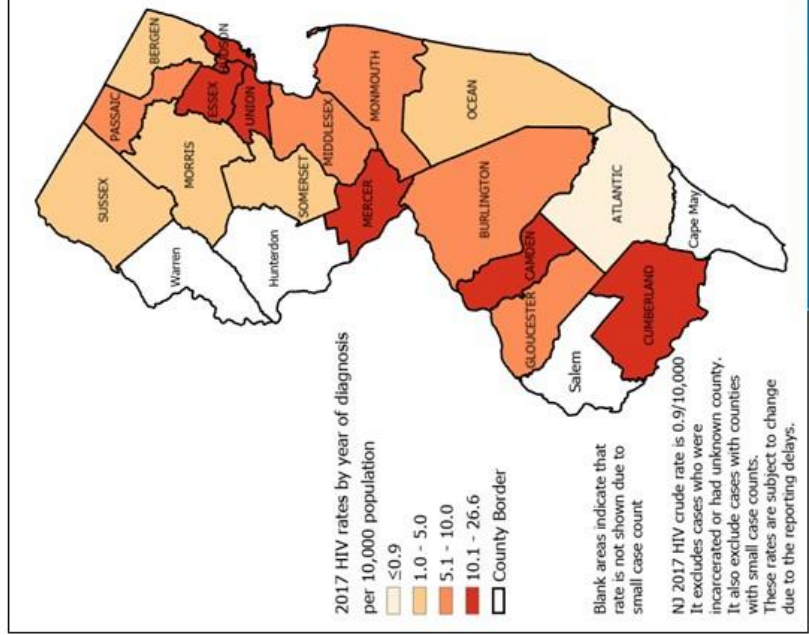 SUSSEX
PASSAIC
BERGEN
Warren
MORRIS
ESSEX
HUDSON
UNION
Hunterdon
SOMERSET
MIDDLESEX
MERCER
MONMOUTH
OCEAN
BURLINGTON
CAMDEN
GLOUCESTER
Salem
ATLANTIC
CUMBERLAND
Cape May
2017 HIV rates by year of diagnosis
per 10,000 population
≤0.9
1.0 - 5.0
5.1 - 10.0
10.1 - 26.6
County Border
Blank areas indicate that
rate is not shown due to
small case count
NJ 2017 HIV crude rate is 0.9/10,000
It excludes cases who were
incarcerated or had unknown county.
It also exclude cases with counties
with small case counts.
These rates are subject to change
due to the reporting delays.